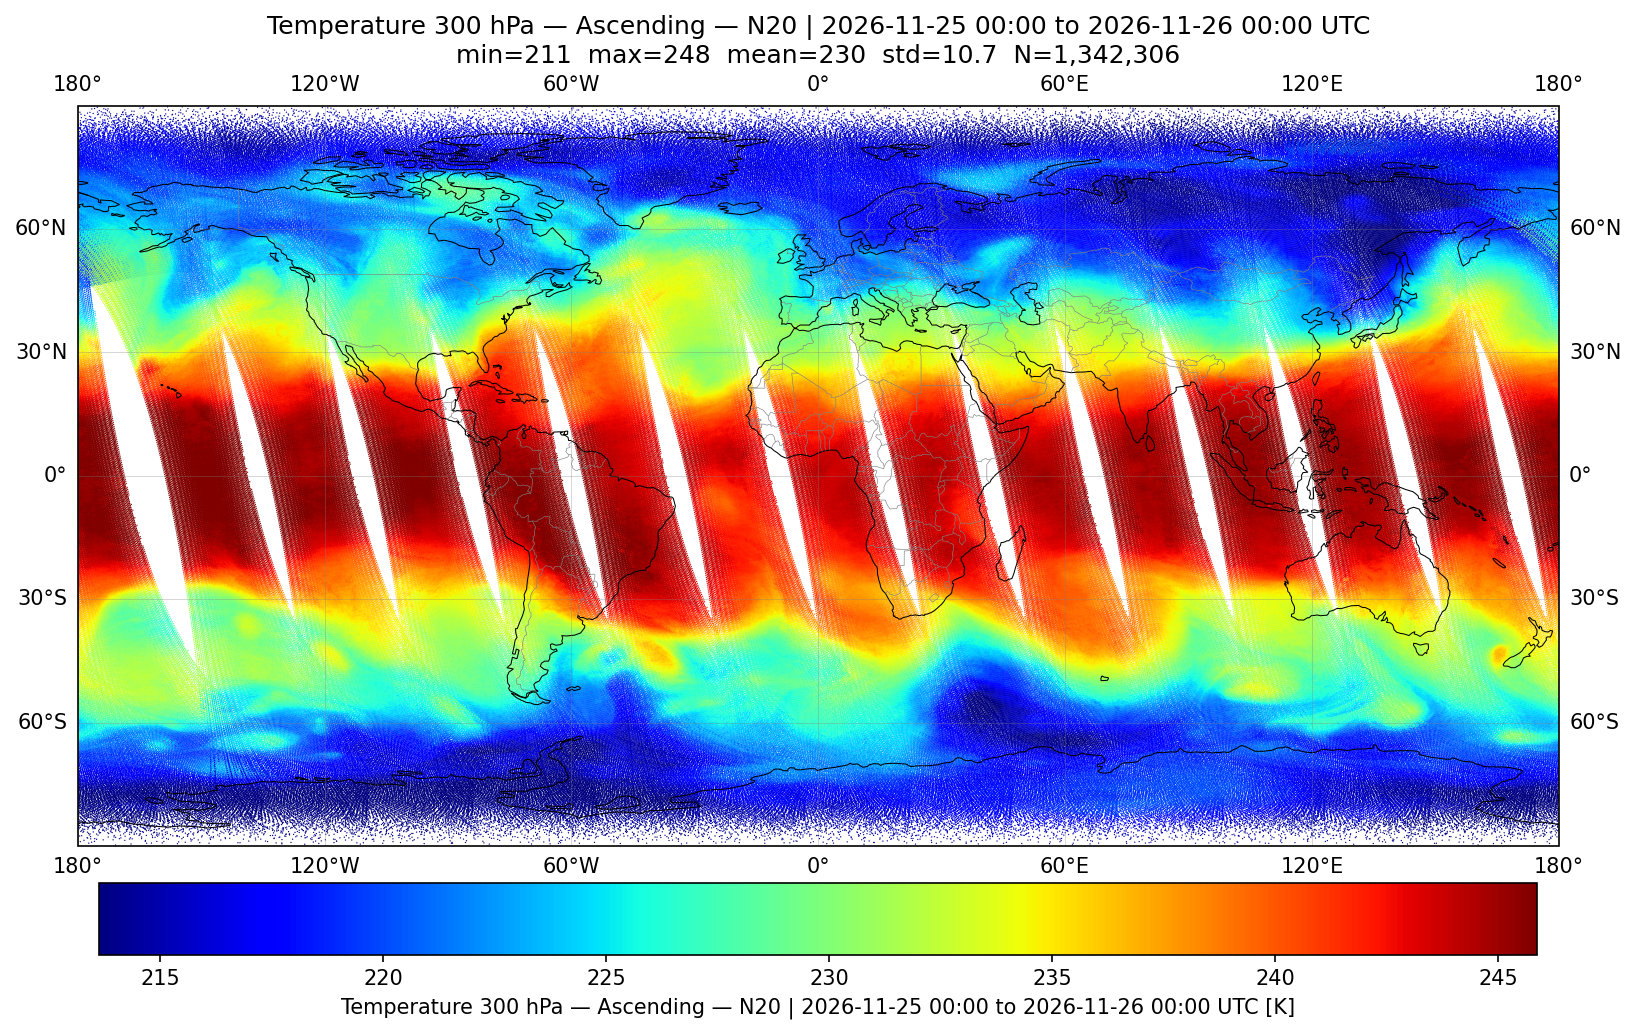 Temperature 300 hPa — Ascending — N20 | 2026-11-25 00:00 to 2026-11-26 00:00 UTC
min=211 max=248 mean=230 std=10.7 N=1,342,306
180° 120°W 60°W 0° 60°E 120°E 180°
60°N 60°N
30°N 30°N
0° 0°
30°S 30°S
60°S 60°S
180° 120°W 60°W 0° 60°E 120°E 180°
215 220 225 230 235 240 245
Temperature 300 hPa — Ascending — N20 | 2026-11-25 00:00 to 2026-11-26 00:00 UTC [K]